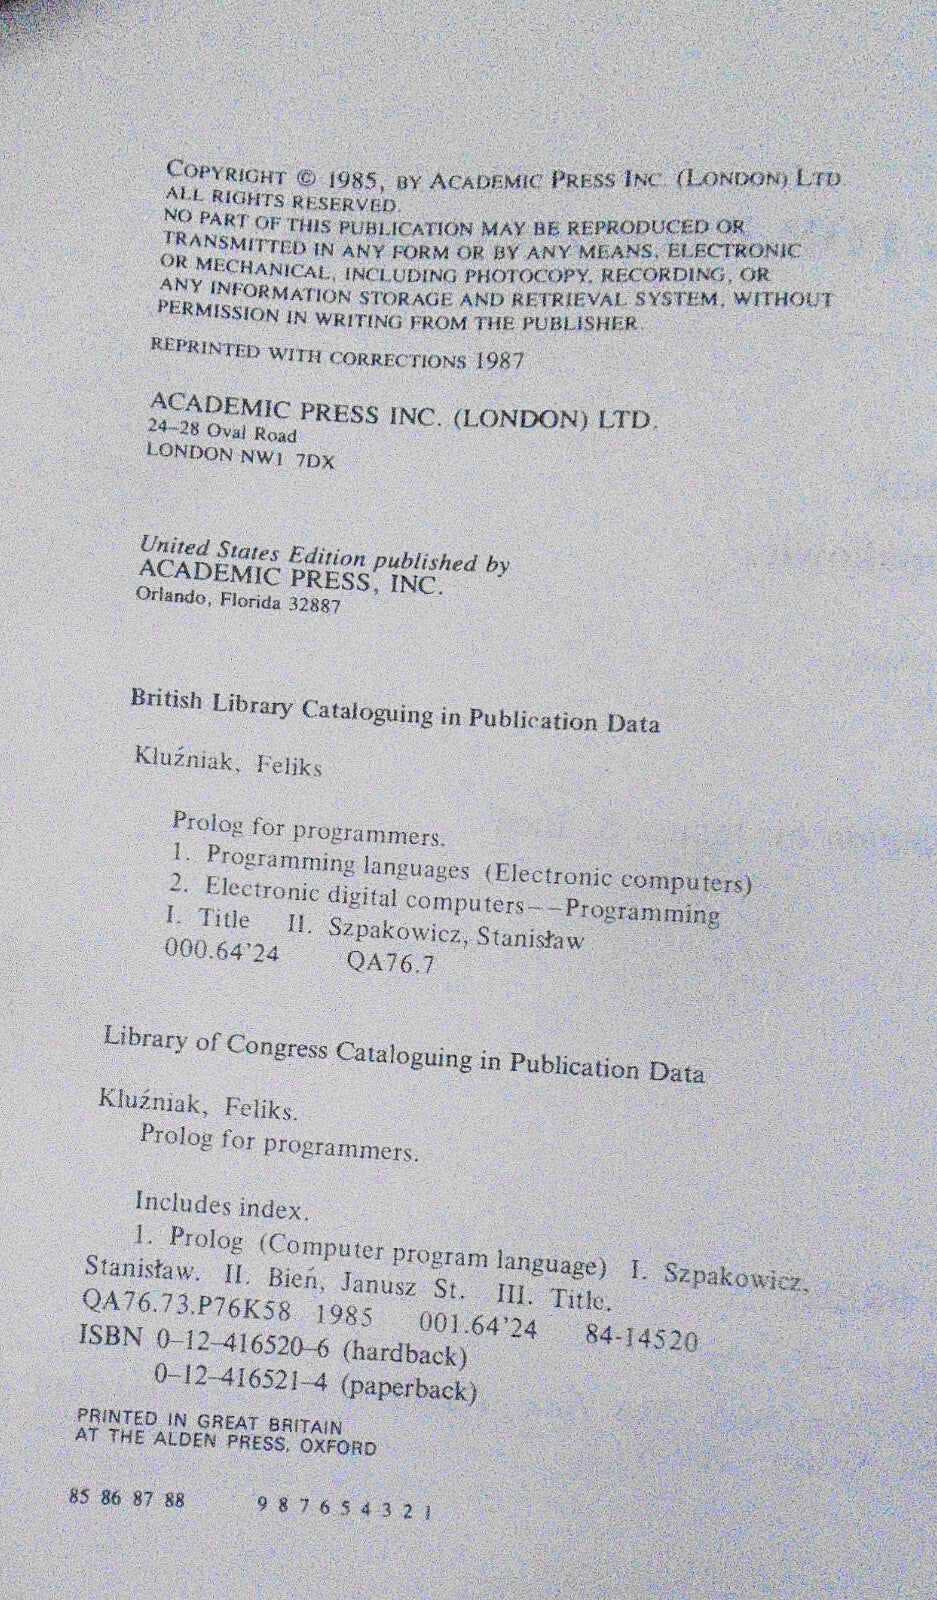 COPYRIGHT © 1985, BY ACADEMIC PRESS INC. (LONDON) LTD.
ALL RIGHTS RESERVED.
NO PART OF THIS PUBLICATION MAY BE REPRODUCED OR
TRANSMITTED IN ANY FORM OR BY ANY MEANS, ELECTRONIC
OR MECHANICAL, INCLUDING PHOTOCOPY, RECORDING, OR
ANY INFORMATION STORAGE AND RETRIEVAL SYSTEM, WITHOUT
PERMISSION IN WRITING FROM THE PUBLISHER.
REPRINTED WITH CORRECTIONS 1987
ACADEMIC PRESS INC. (LONDON) LTD.
24–28 Oval Road
LONDON NW1 7DX
United States Edition published by
ACADEMIC PRESS, INC.
Orlando, Florida 32887
British Library Cataloguing in Publication Data
Kluźniak, Feliks
Prolog for programmers.
1. Programming languages (Electronic computers)
2. Electronic digital computers––Programming
I. Title II. Szpakowicz, Stanisław
000.64'24 QA76.7
Library of Congress Cataloguing in Publication Data
Kluźniak, Feliks.
Prolog for programmers.
Includes index.
1. Prolog (Computer program language) I. Szpakowicz,
Stanisław. II. Bień, Janusz St. III. Title.
QA76.73.P76K58 1985 001.64'24 84-14520
ISBN 0–12–416520–6 (hardback)
0–12–416521–4 (paperback)
PRINTED IN GREAT BRITAIN
AT THE ALDEN PRESS, OXFORD
85 86 87 88 9 8 7 6 5 4 3 2 1